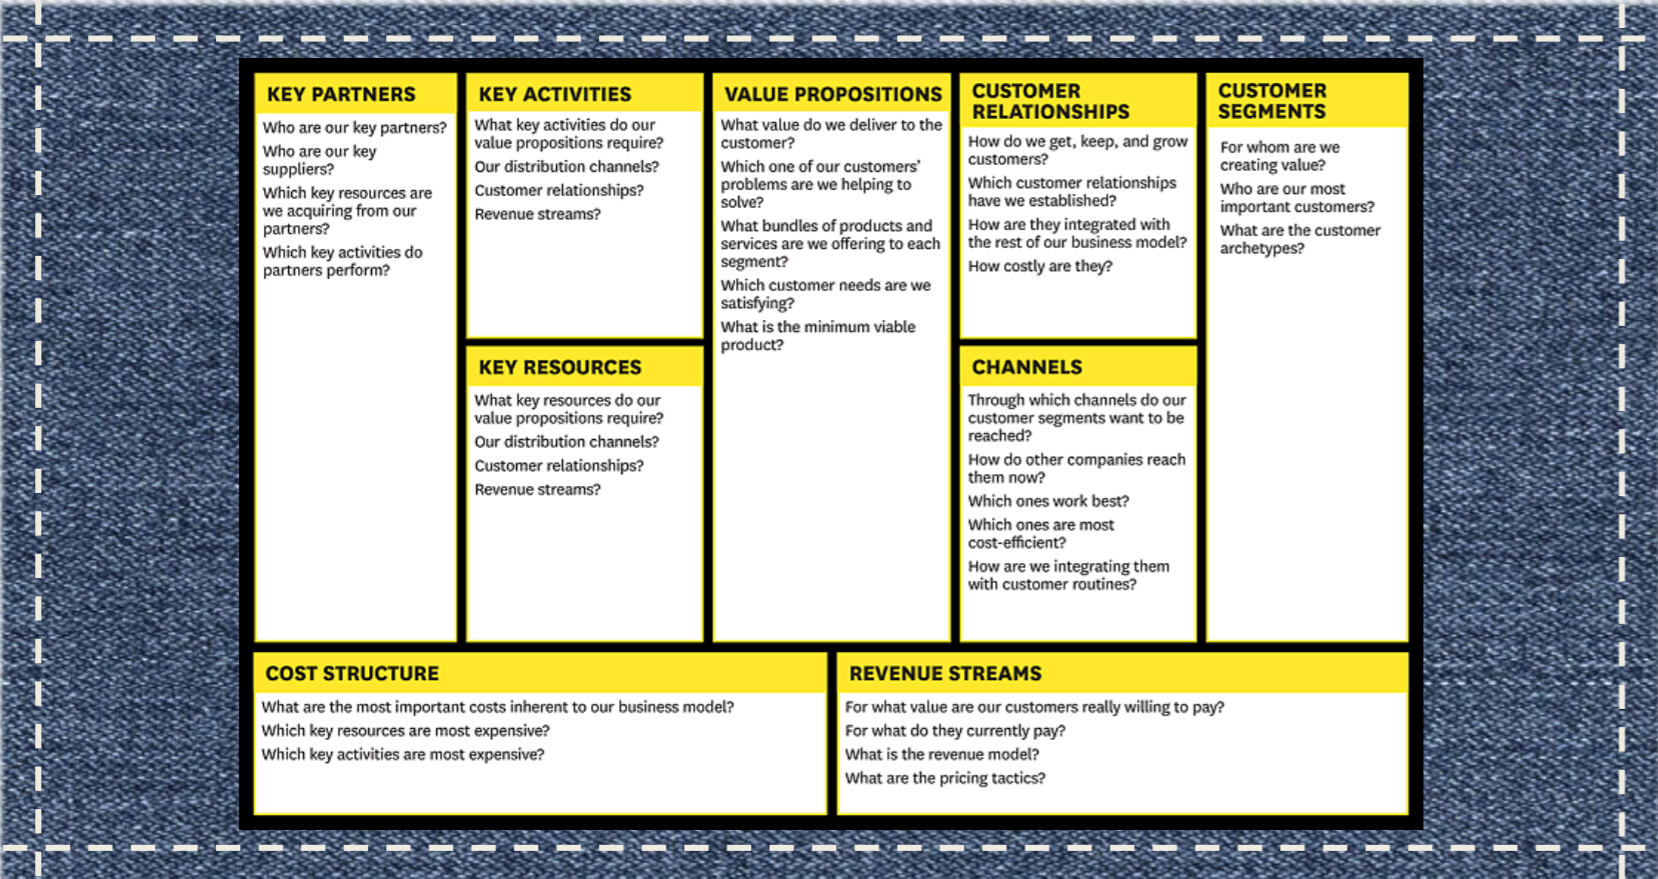 KEY PARTNERS
Who are our key partners?
Who are our key
suppliers?
Which key resources are
we acquiring from our
partners?
Which key activities do
partners perform?
KEY ACTIVITIES
What key activities do our
value propositions require?
Our distribution channels?
Customer relationships?
Revenue streams?
KEY RESOURCES
What key resources do our
value propositions require?
Our distribution channels?
Customer relationships?
Revenue streams?
VALUE PROPOSITIONS
What value do we deliver to the
customer?
Which one of our customers’
problems are we helping to
solve?
What bundles of products and
services are we offering to each
segment?
Which customer needs are we
satisfying?
What is the minimum viable
product?
CUSTOMER
RELATIONSHIPS
How do we get, keep, and grow
customers?
Which customer relationships
have we established?
How are they integrated with
the rest of our business model?
How costly are they?
CHANNELS
Through which channels do our
customer segments want to be
reached?
How do other companies reach
them now?
Which ones work best?
Which ones are most
cost-efficient?
How are we integrating them
with customer routines?
CUSTOMER
SEGMENTS
For whom are we
creating value?
Who are our most
important customers?
What are the customer
archetypes?
COST STRUCTURE
What are the most important costs inherent to our business model?
Which key resources are most expensive?
Which key activities are most expensive?
REVENUE STREAMS
For what value are our customers really willing to pay?
For what do they currently pay?
What is the revenue model?
What are the pricing tactics?